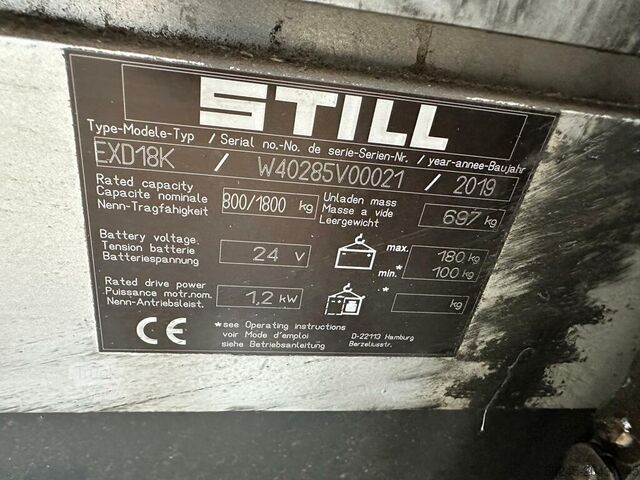 STILL
Type-Modele-Typ / Serial no.-No. de serie-Serien-Nr. / year-annee-Baujahr
EXD18K / W40285V00021 / 2019
Rated capacity
Capacite nominale
Nenn-Tragfähigkeit
800/1800 kg
Unladen mass
Masse a vide
Leergewicht
697 kg
Battery voltage.
Tension batterie
Batteriespannung
24 V
max. 180 kg
*min. 100 kg
Rated drive power
Puissance motr.nom.
Nenn-Antriebsleist.
1,2 kW
* kg
CE
*see Operating instructions
voir Mode d'emploi
siehe Betriebsanleitung
D-22113 Hamburg
Berzeliusstr.